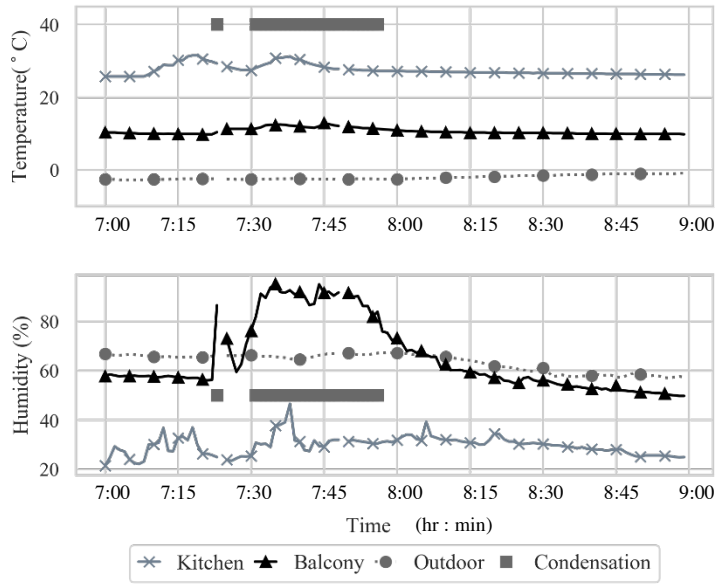 Temperature(°C)
40
20
0
7:00 7:15 7:30 7:45 8:00 8:15 8:30 8:45 9:00
Humidity (%)
80
60
40
20
7:00 7:15 7:30 7:45 8:00 8:15 8:30 8:45 9:00
Time (hr : min)
Kitchen Balcony Outdoor Condensation